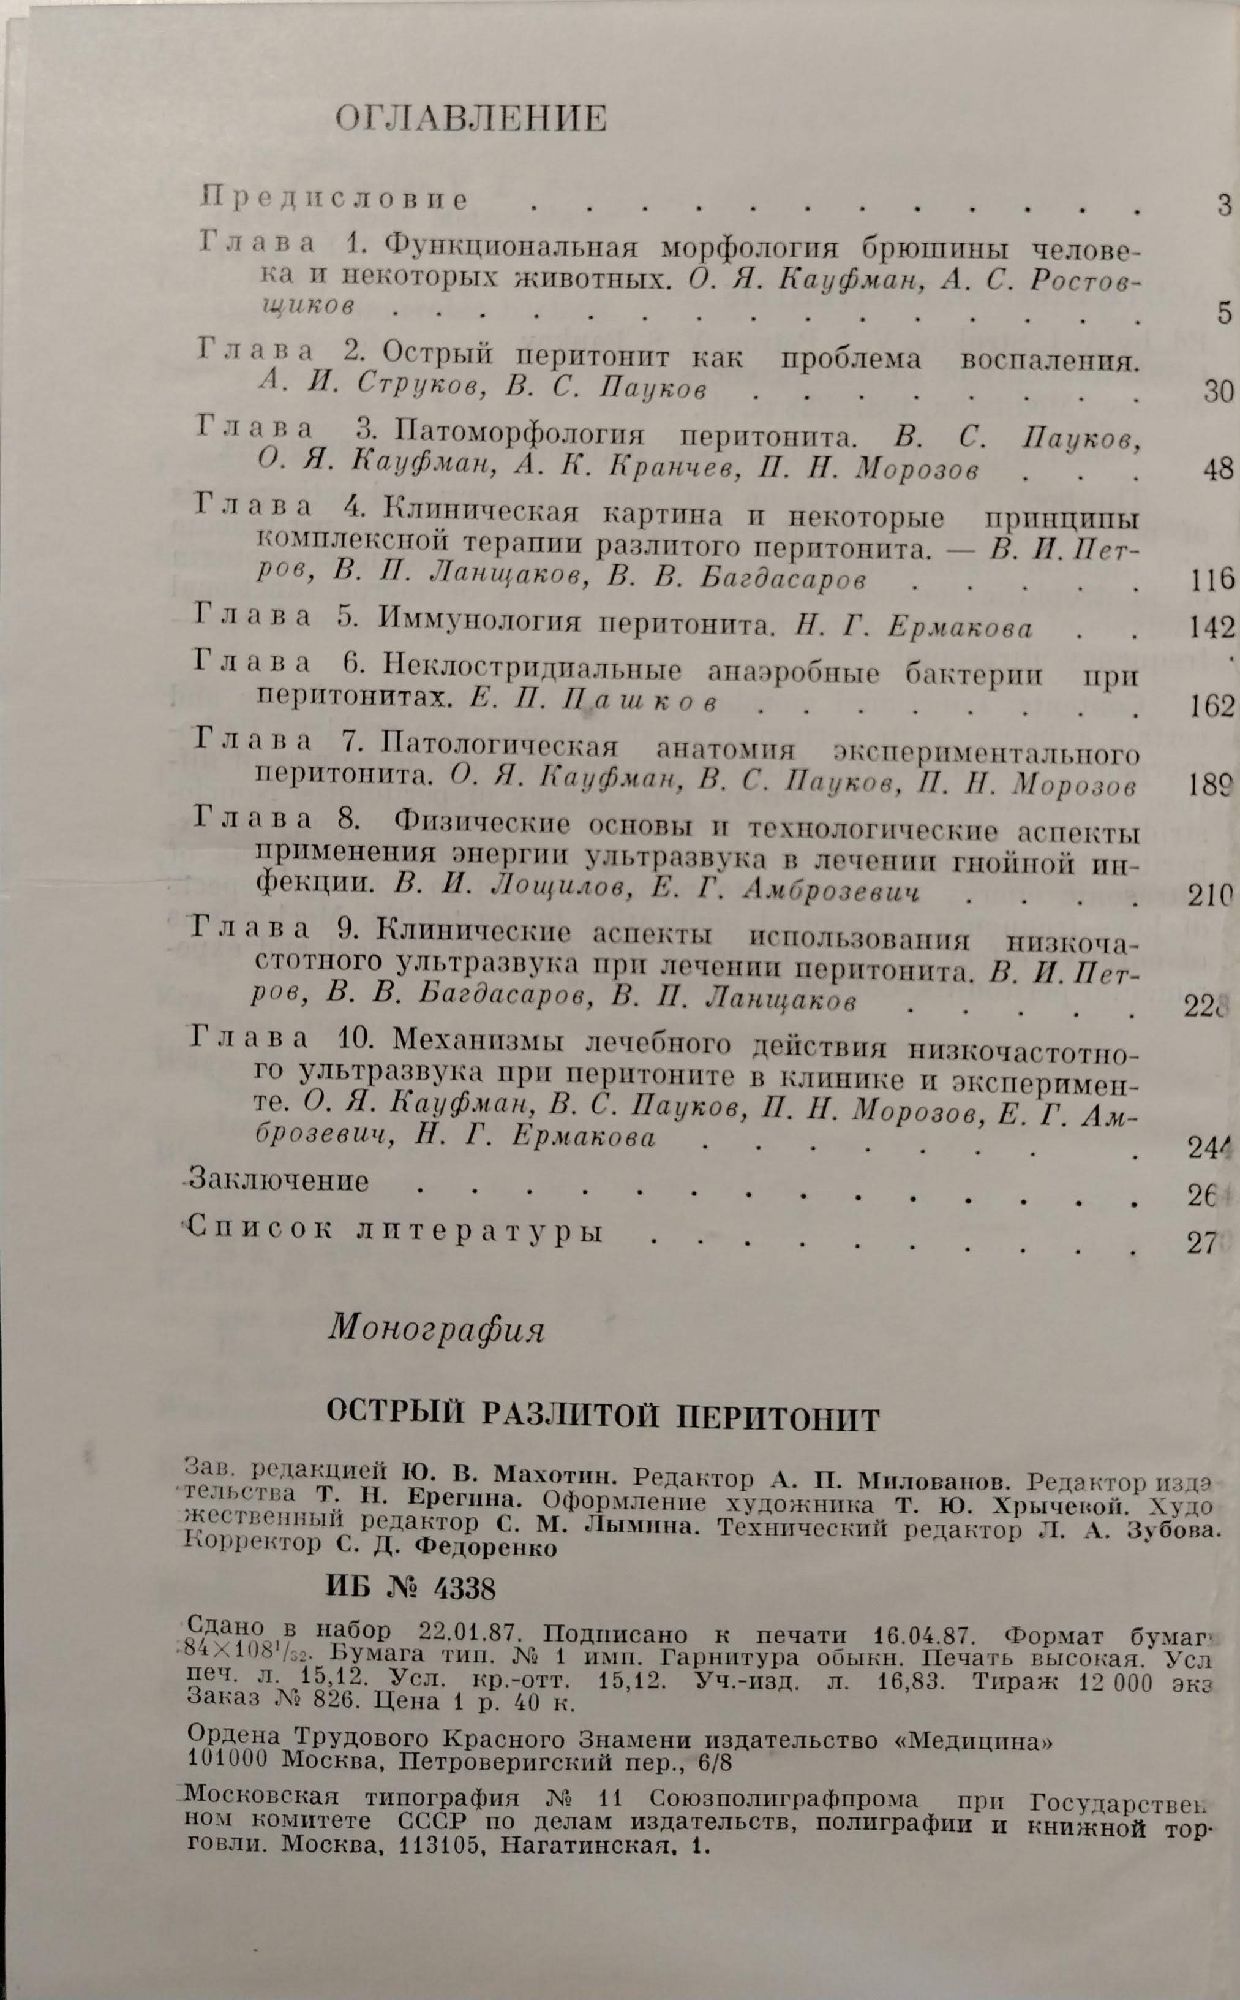 ОГЛАВЛЕНИЕ
Предисловие . . . . . . . . . . . . 3
Глава 1. Функциональная морфология брюшины челове-
ка и некоторых животных. О. Я. Кауфман, А. С. Ростов-
щиков . . . . . . . . . . . . . . 5
Глава 2. Острый перитонит как проблема воспаления.
А. И. Струков, В. С. Пауков . . . . . . . . 30
Глава 3. Патоморфология перитонита. В. С. Пауков,
О. Я. Кауфман, А. К. Кранчев, П. Н. Морозов . . . 48
Глава 4. Клиническая картина и некоторые принципы
комплексной терапии разлитого перитонита. — В. И. Пет-
ров, В. П. Ланщаков, В. В. Багдасаров . . . . . 116
Глава 5. Иммунология перитонита. Н. Г. Ермакова . . 142
Глава 6. Неклостридиальные анаэробные бактерии при
перитонитах. Е. П. Пашков . . . . . . . . 162
Глава 7. Патологическая анатомия экспериментального
перитонита. О. Я. Кауфман, В. С. Пауков, П. Н. Морозов 189
Глава 8. Физические основы и технологические аспекты
применения энергии ультразвука в лечении гнойной ин-
фекции. В. И. Лощилов, Е. Г. Амброзевич . . . . 210
Глава 9. Клинические аспекты использования низкоча-
стотного ультразвука при лечении перитонита. В. И. Пет-
ров, В. В. Багдасаров, В. П. Ланщаков . . . . . 228
Глава 10. Механизмы лечебного действия низкочастотно-
го ультразвука при перитоните в клинике и эксперимен-
те. О. Я. Кауфман, В. С. Пауков, П. Н. Морозов, Е. Г. Ам-
брозевич, Н. Г. Ермакова . . . . . . . . 244
Заключение . . . . . . . . . . . . . .
Список литературы . . . . . . . . . . 270
Монография
ОСТРЫЙ РАЗЛИТОЙ ПЕРИТОНИТ
Зав. редакцией Ю. В. Махотин. Редактор А. П. Милованов. Редактор изда
тельства Т. Н. Ерегина. Оформление художника Т. Ю. Хрычевой. Худо
жественный редактор С. М. Лымина. Технический редактор Л. А. Зубова.
Корректор С. Д. Федоренко
ИБ № 4338
Сдано в набор 22.01.87. Подписано к печати 16.04.87. Формат бумаг
84×108¹/₃₂. Бумага тип. № 1 имп. Гарнитура обыкн. Печать высокая. Усл
печ. л. 15,12. Усл. кр.-отт. 15,12. Уч.-изд. л. 16,83. Тираж 12 000 экз
Заказ № 826. Цена 1 р. 40 к.
Ордена Трудового Красного Знамени издательство «Медицина»
101000 Москва, Петроверигский пер., 6/8
Московская типография № 11 Союзполиграфпрома при Государствен
ном комитете СССР по делам издательств, полиграфии и книжной тор-
говли. Москва, 113105, Нагатинская, 1.